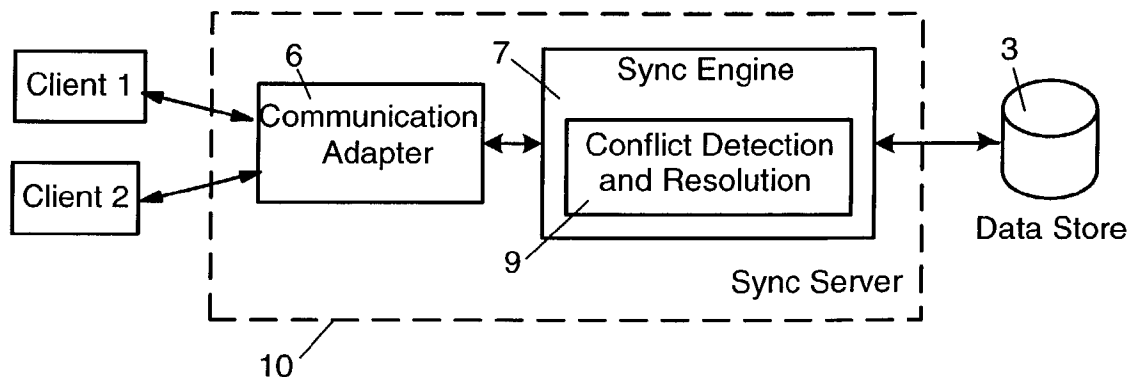 Client 1
Client 2
6
Communication
Adapter
7
Sync Engine
Conflict Detection
and Resolution
9
3
Data Store
Sync Server
10